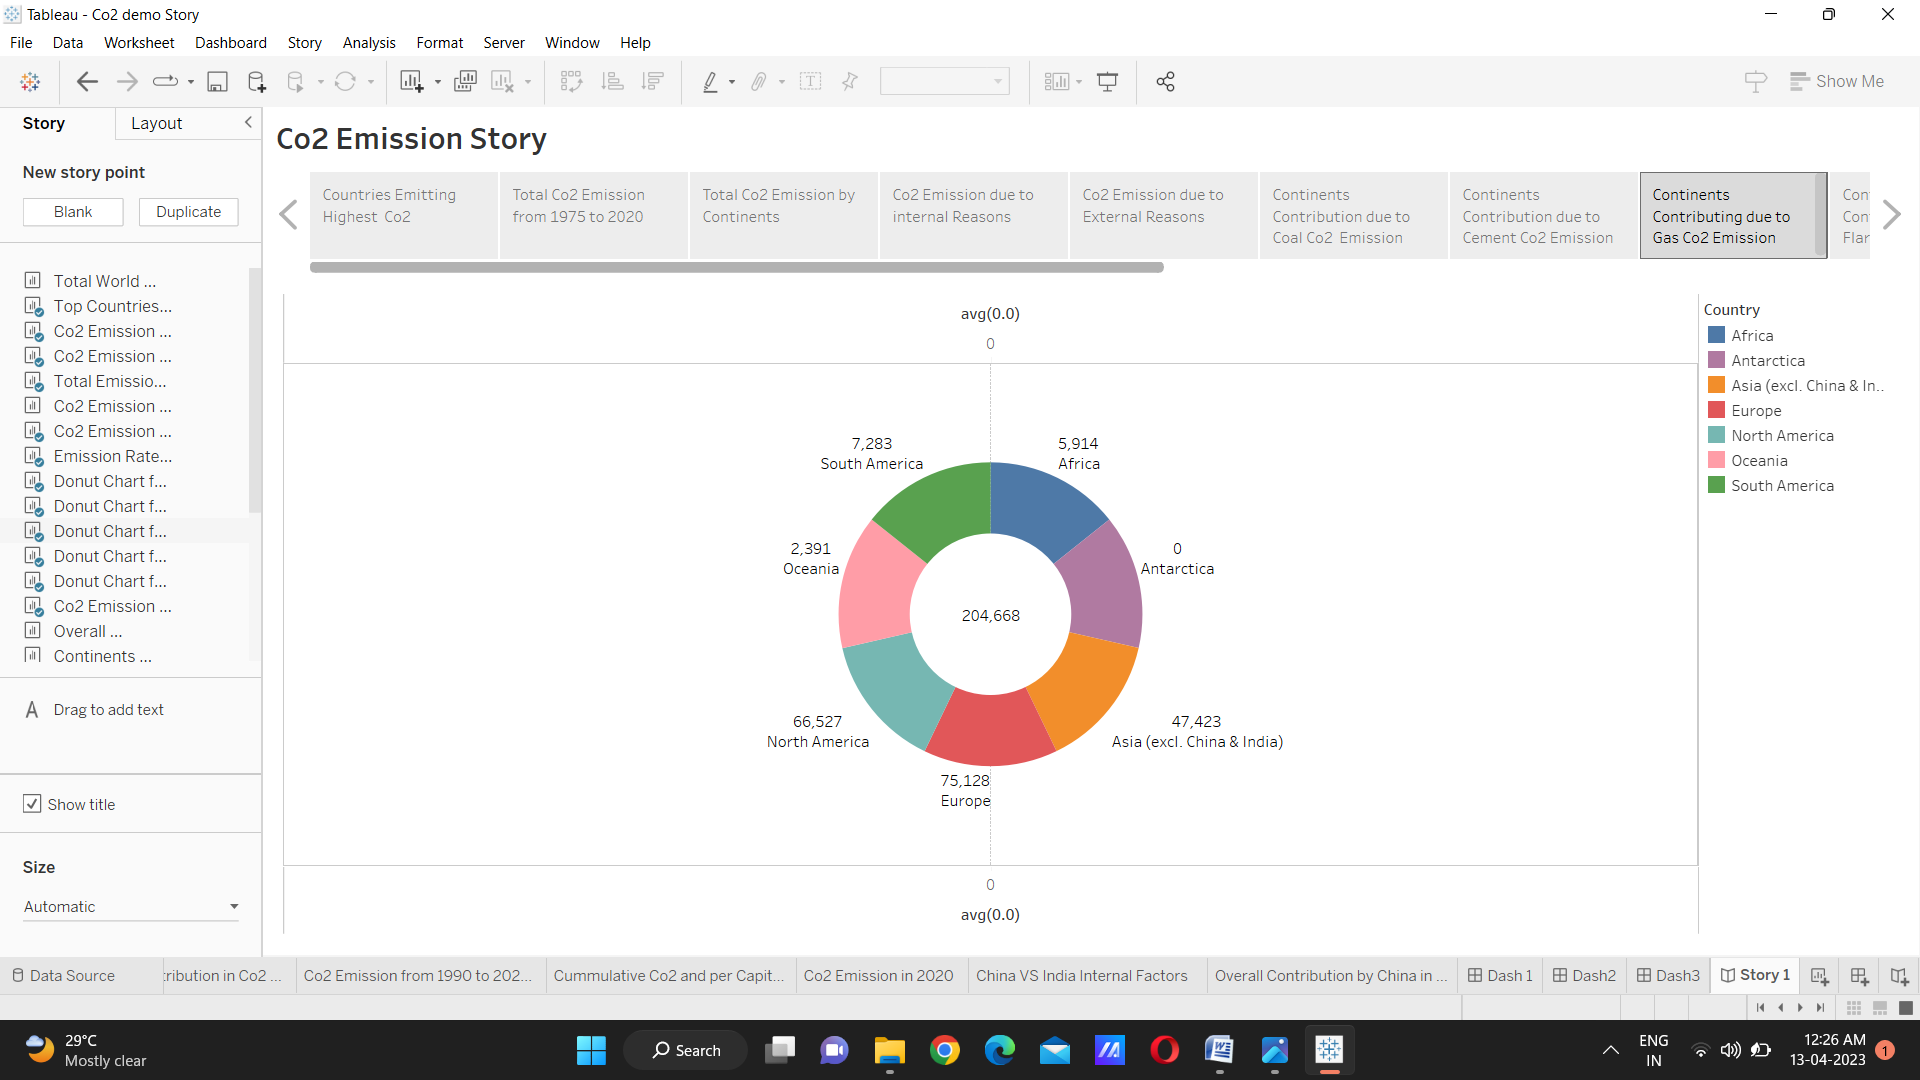 Tableau - Co2 demo Story
File Data Worksheet Dashboard Story Analysis Format Server Window Help
Show Me
Story
Layout
New story point
Blank
Duplicate
Total World ...
Top Countries...
Co2 Emission ...
Co2 Emission ...
Total Emissio...
Co2 Emission ...
Co2 Emission ...
Emission Rate...
Donut Chart f...
Donut Chart f...
Donut Chart f...
Donut Chart f...
Donut Chart f...
Co2 Emission ...
Overall ...
Continents ...
A Drag to add text
Show title
Size
Automatic
Co2 Emission Story
Countries Emitting
Highest Co2
Total Co2 Emission
from 1975 to 2020
Total Co2 Emission by
Continents
Co2 Emission due to
internal Reasons
Co2 Emission due to
External Reasons
Continents
Contribution due to
Coal Co2 Emission
Continents
Contribution due to
Cement Co2 Emission
Continents
Contributing due to
Gas Co2 Emission
Con
Con
Flar
avg(0.0)
0
7,283
South America
5,914
Africa
2,391
Oceania
0
Antarctica
204,668
66,527
North America
47,423
Asia (excl. China & India)
75,128
Europe
0
avg(0.0)
Country
Africa
Antarctica
Asia (excl. China & In..
Europe
North America
Oceania
South America
Data Source
tribution in Co2 ...
Co2 Emission from 1990 to 202...
Cummulative Co2 and per Capit...
Co2 Emission in 2020
China VS India Internal Factors
Overall Contribution by China in ...
Dash 1
Dash2
Dash3
Story 1
29°C
Mostly clear
Search
ENG
IN
12:26 AM
13-04-2023
1